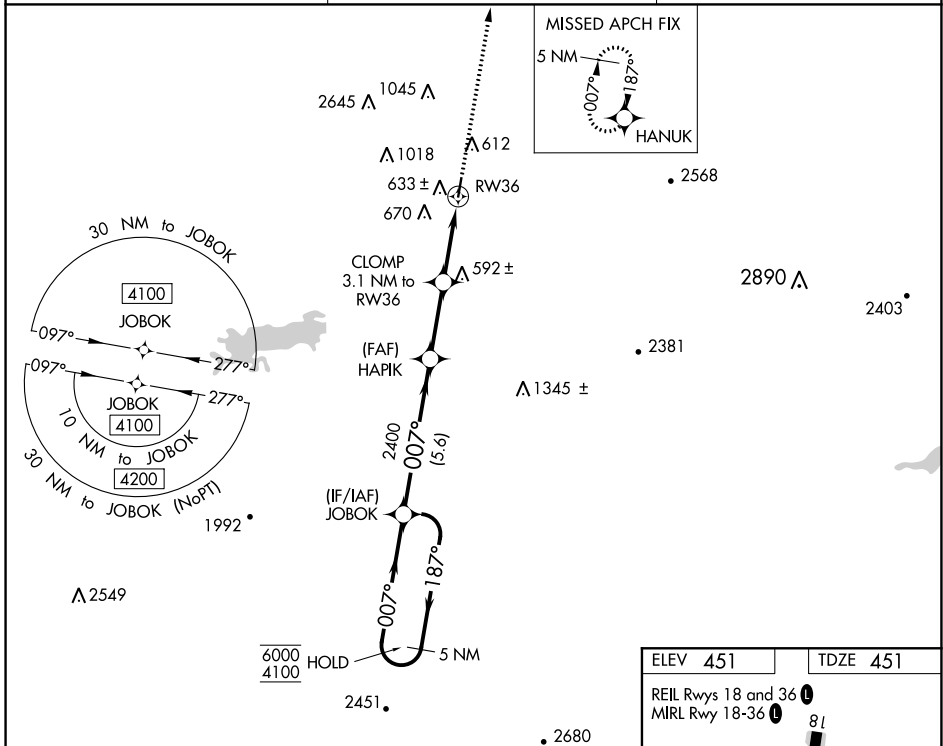 MISSED APCH FIX
5 NM
007°
187°
HANUK
2645
1045
1018
612
633 ±
RW36
670
2568
30 NM to JOBOK
4100
JOBOK
097°
277°
097°
277°
JOBOK
4100
10 NM to JOBOK
4200
30 NM to JOBOK (NoPT)
CLOMP
3.1 NM to
RW36
592 ±
2890
2403
(FAF)
HAPIK
2381
1345 ±
2400
007°
(5.6)
(IF/IAF)
JOBOK
1992
2549
007°
187°
6000
4100
HOLD
5 NM
2451
2680
ELEV 451
TDZE 451
REIL Rwys 18 and 36 L
MIRL Rwy 18-36 L
18